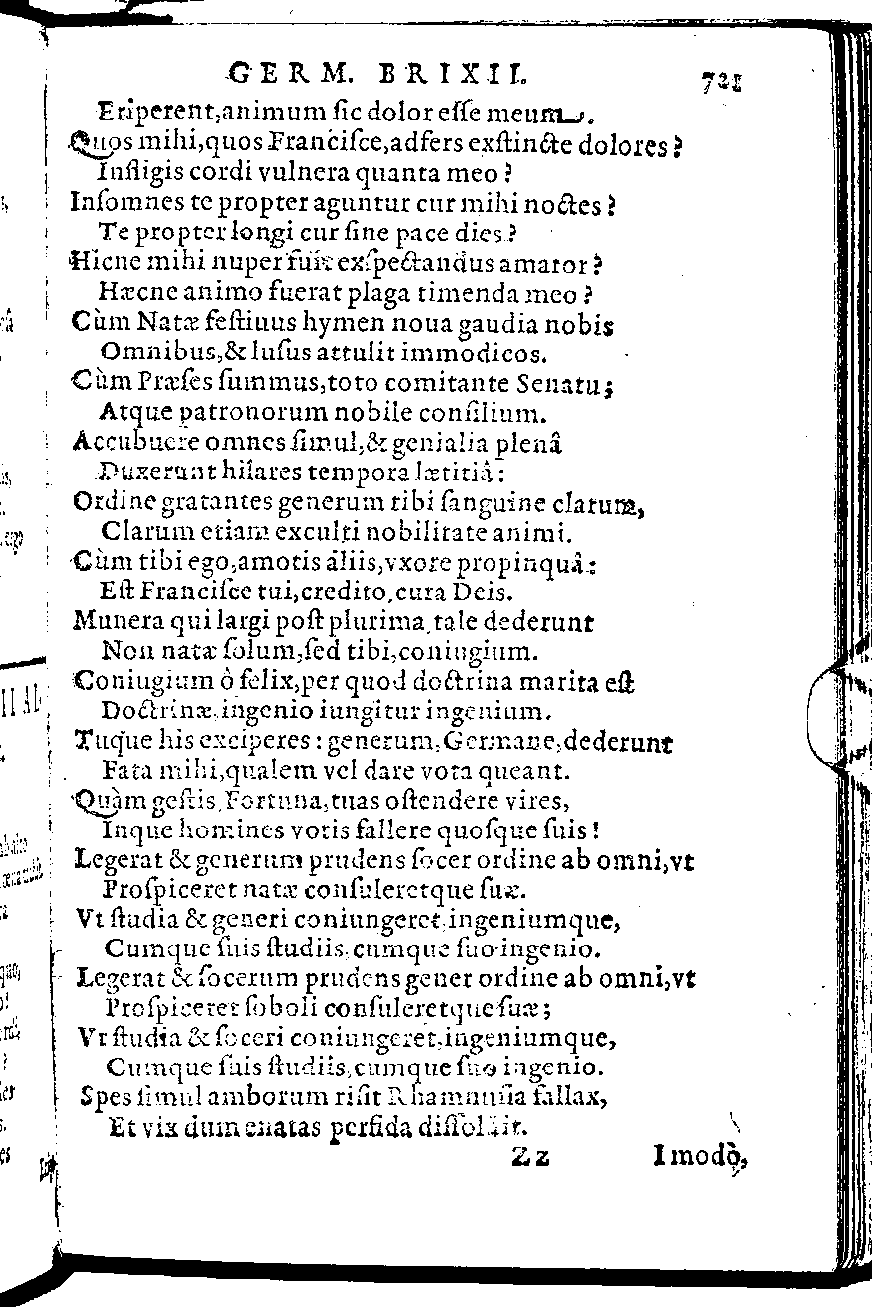 GERM. BRIXII. 721
Eriperent,animum ſic dolor eſſe meum.
Quos mihi,quos Franciſce,adfers exſtincte dolores?
Inſligis cordi vulnera quanta meo?
Inſomnes te propter aguntur cur mihi noctes?
Te propter longi cur ſine pace dies?
Hicne mihi nuper fuit exſpectandus amator?
Hæcne animo fuerat plaga timenda meo?
Cùm Natæ feſtiuus hymen noua gaudia nobis
Omnibus,& luſus attulit immodicos.
Cùm Præſes ſummus,toto comitante Senatu;
Atque patronorum nobile conſilium.
Accubuere omnes ſimul,& genialia plenâ
Duxerunt hilares tempora lætitiâ:
Ordine gratantes generum tibi ſanguine clarum,
Clarum etiam exculti nobilitate animi.
Cùm tibi ego,amotis aliis,vxore propinquâ:
Eſt Franciſce tui,credito,cura Deis.
Munera qui largi poſt plurima,tale dederunt
Non natæ ſolum,ſed tibi,coniugium.
Coniugium ô felix,per quod doctrina marita eſt
Doctrinæ,ingenio iungitur ingenium.
Tuque his exciperes: generum,Germane,dederunt
Fata mihi,qualem vel dare vota queant.
Quàm geſtis,Fortuna,tuas oſtendere vires,
Inque homines votis fallere quoſque ſuis!
Legerat & generum prudens ſocer ordine ab omni,vt
Proſpiceret natæ conſuleretque ſuæ.
Vt ſtudia & generi coniungeret,ingeniumque,
Cumque ſuis ſtudiis,cumque ſuo ingenio.
Legerat & ſocerum prudens gener ordine ab omni,vt
Proſpiceret ſoboli conſuleretque ſuæ;
Vt ſtudia & ſoceri coniungeret,ingeniumque,
Cumque ſuis ſtudiis,cumque ſuo ingenio.
Spes ſimul amborum riſit Rhamnuſia fallax,
Et vix dum enatas perfida diſſoluit.
Zz Imodò,